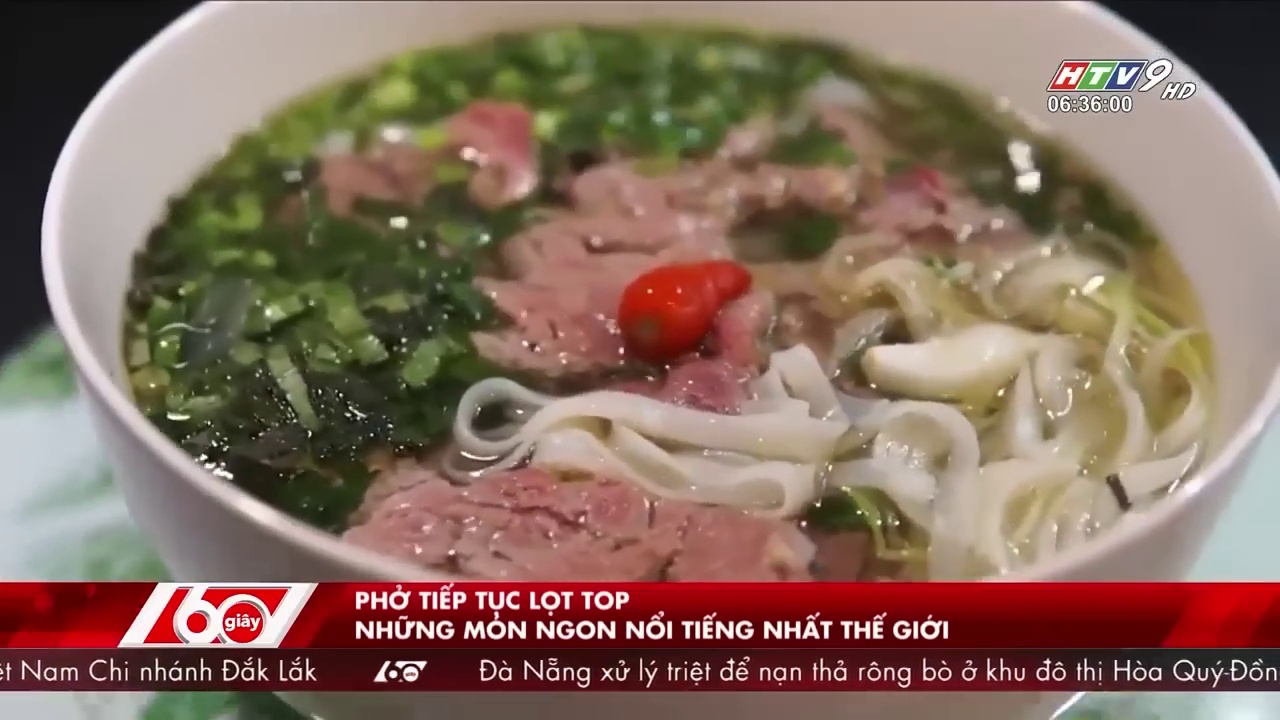 HTV9 HD
06:36:00
60 giây
PHỞ TIẾP TỤC LỌT TOP
NHỮNG MÓN NGON NỔI TIẾNG NHẤT THẾ GIỚI
ệt Nam Chi nhánh Đắk Lắk 60 Đà Nẵng xử lý triệt để nạn thả rông bò ở khu đô thị Hòa Quý-Đồn